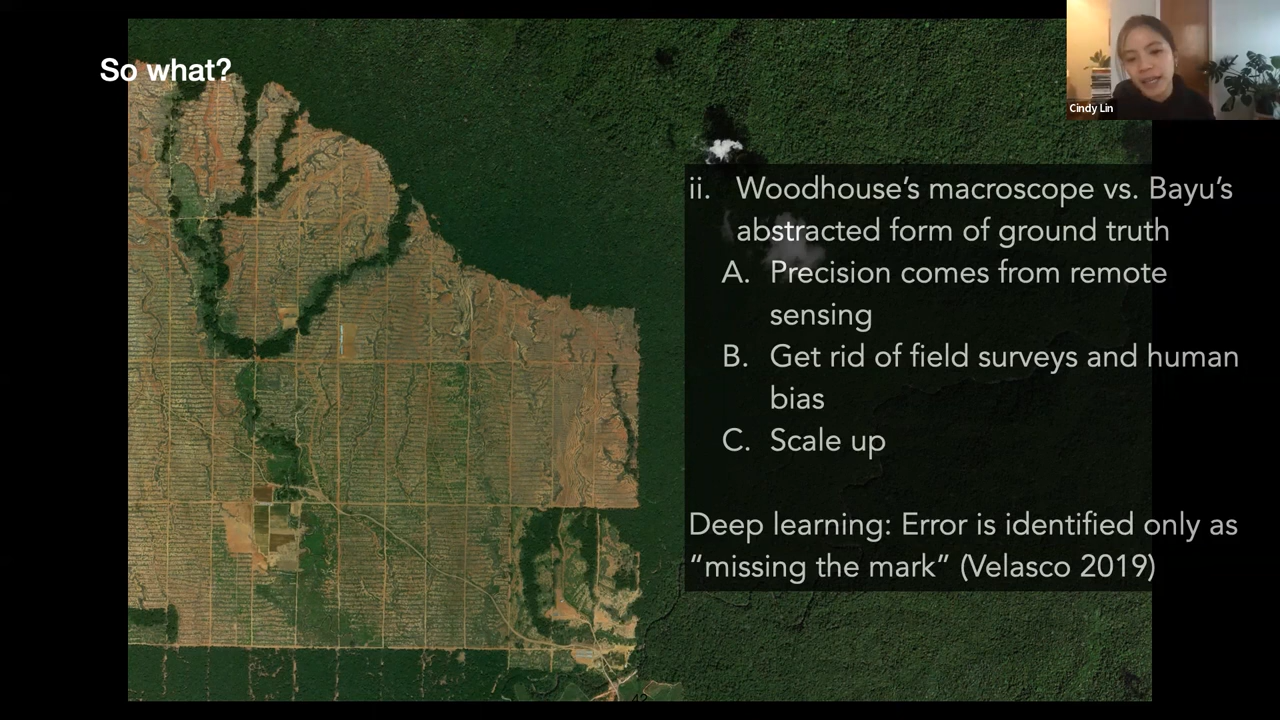 So what?
Cindy Lin
ii. Woodhouse’s macroscope vs. Bayu’s
abstracted form of ground truth
A. Precision comes from remote
sensing
B. Get rid of field surveys and human
bias
C. Scale up
Deep learning: Error is identified only as
“missing the mark” (Velasco 2019)